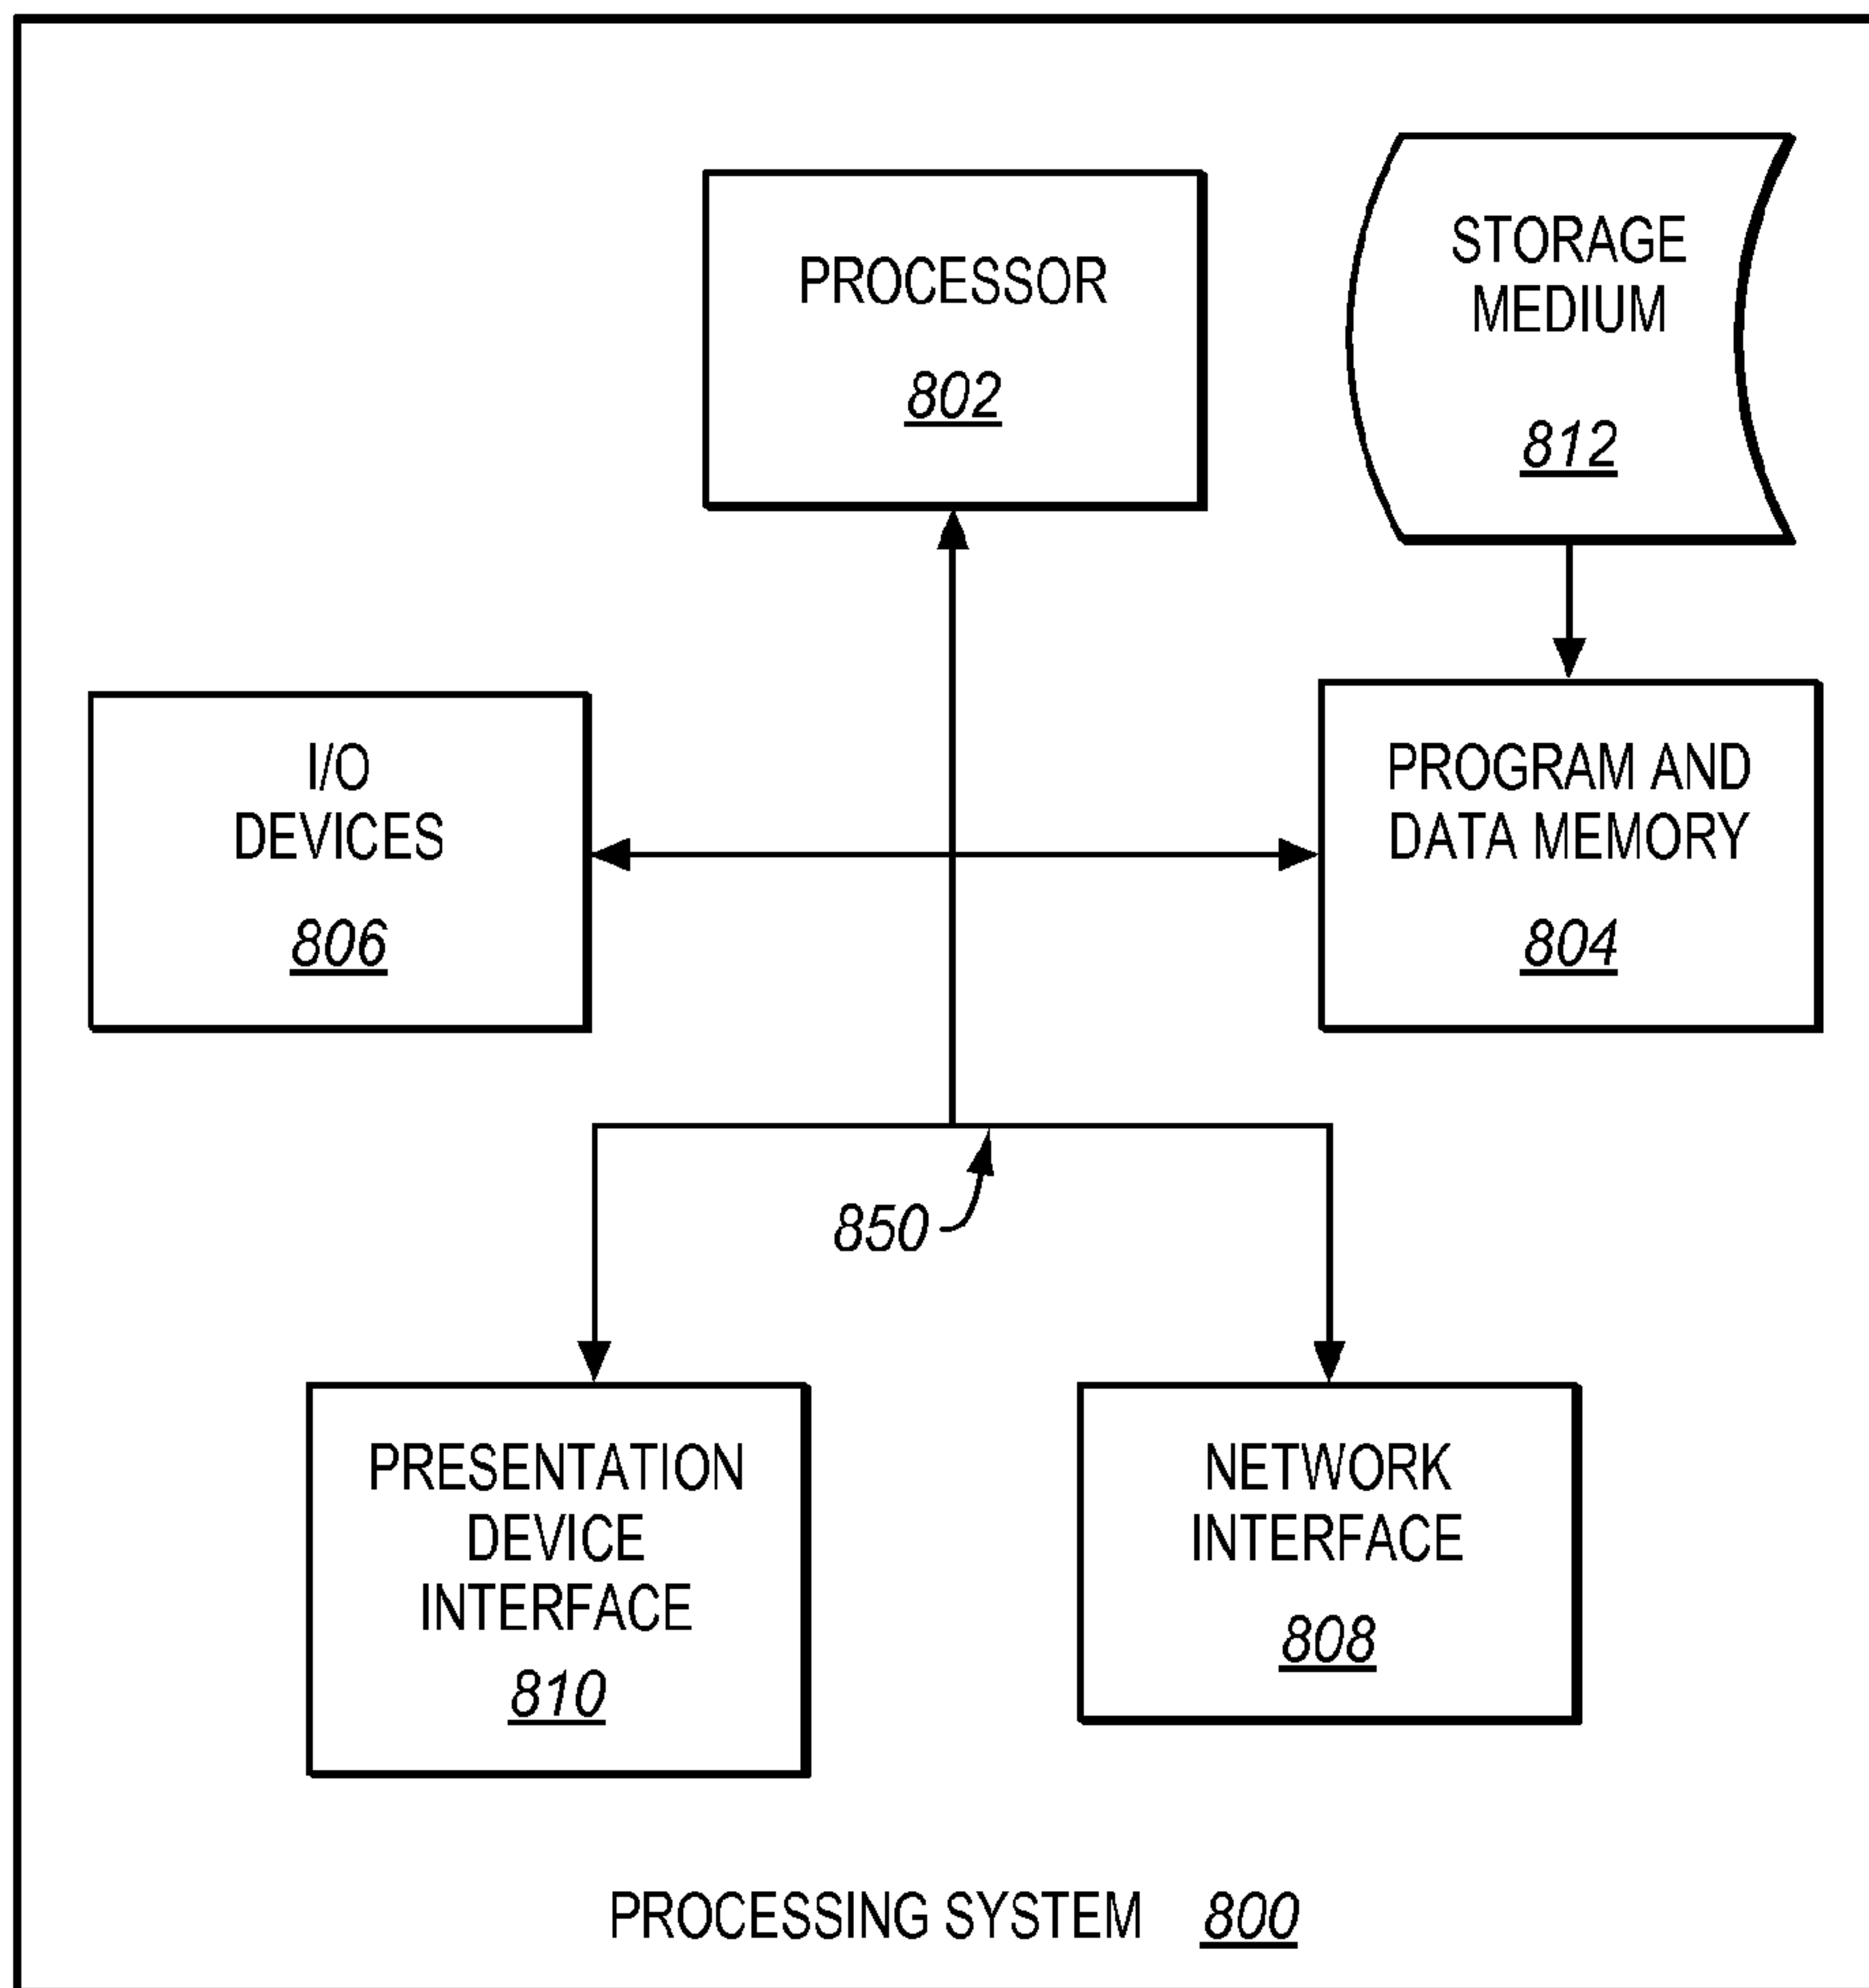 PROCESSOR
802
STORAGE
MEDIUM
812
I/O
DEVICES
806
PROGRAM AND
DATA MEMORY
804
850
PRESENTATION
DEVICE
INTERFACE
810
NETWORK
INTERFACE
808
PROCESSING SYSTEM 800